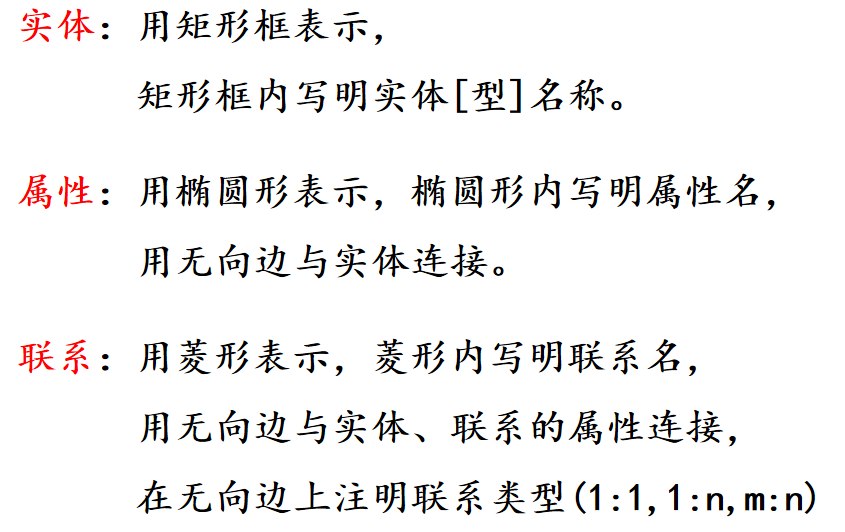 实体：用矩形框表示，
矩形框内写明实体[型]名称。
属性：用椭圆形表示，椭圆形内写明属性名，
用无向边与实体连接。
联系：用菱形表示，菱形内写明联系名，
用无向边与实体、联系的属性连接，
在无向边上注明联系类型(1:1,1:n,m:n)